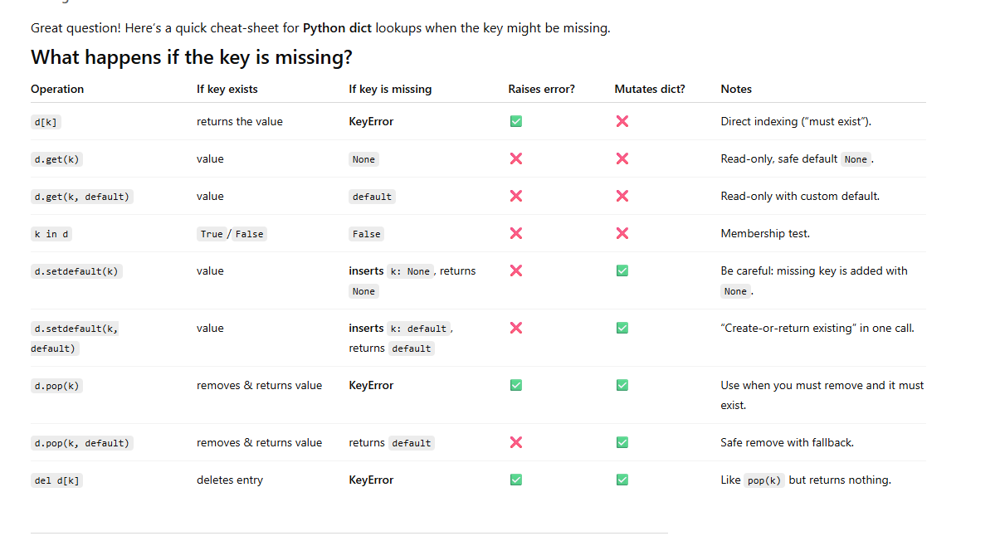 Great question! Here’s a quick cheat-sheet for Python dict lookups when the key might be missing.
What happens if the key is missing?
Operation If key exists If key is missing Raises error? Mutates dict? Notes
d[k] returns the value KeyError ✅ ❌ Direct indexing (“must exist”).
d.get(k) value None ❌ ❌ Read-only, safe default None.
d.get(k, default) value default ❌ ❌ Read-only with custom default.
k in d True / False False ❌ ❌ Membership test.
d.setdefault(k) value inserts k: None, returns ❌ ✅ Be careful: missing key is added with
None None.
d.setdefault(k, value inserts k: default, ❌ ✅ “Create-or-return existing” in one call.
default) returns default
d.pop(k) removes & returns value KeyError ✅ ✅ Use when you must remove and it must
exist.
d.pop(k, default) removes & returns value returns default ❌ ✅ Safe remove with fallback.
del d[k] deletes entry KeyError ✅ ✅ Like pop(k) but returns nothing.